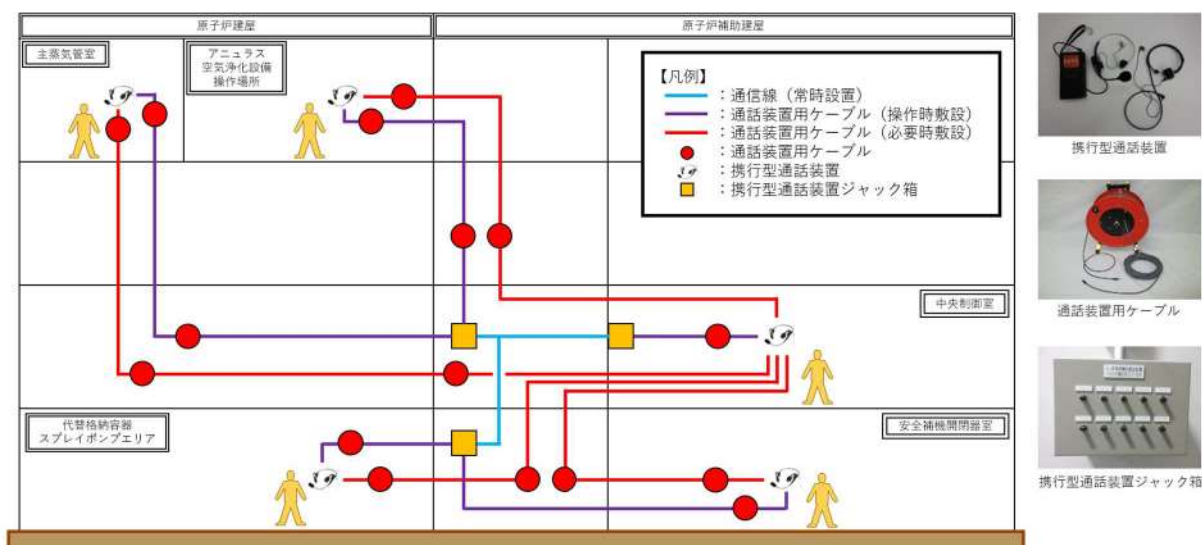 原子炉建屋
原子炉補助建屋
主蒸気管室
アニュラス
空気浄化設備
操作場所
【凡例】
：通信線（常時設置）
：通話装置用ケーブル（操作時敷設）
：通話装置用ケーブル（必要時敷設）
：通話装置用ケーブル
：携行型通話装置
：携行型通話装置ジャック箱
中央制御室
代替格納容器
スプレイポンプエリア
安全補機開閉器室
携行型通話装置
通話装置用ケーブル
携行型通話装置ジャック箱